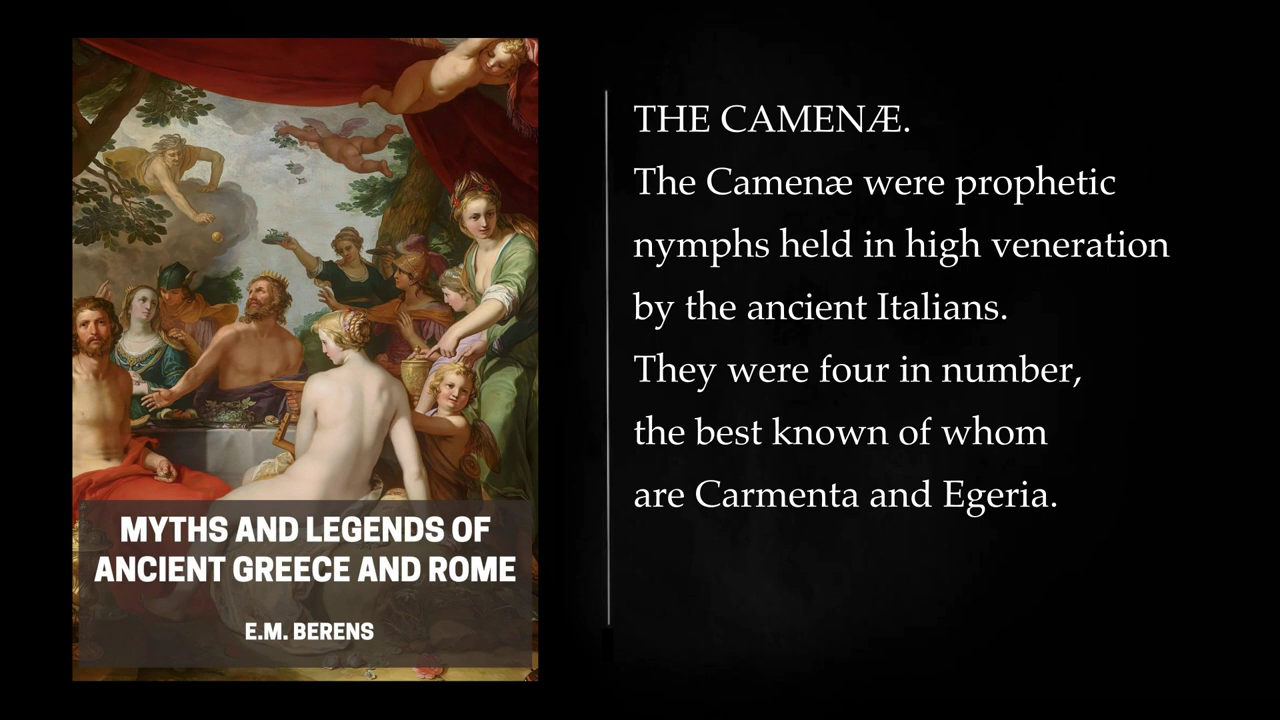 MYTHS AND LEGENDS OF
ANCIENT GREECE AND ROME
E.M. BERENS
THE CAMENÆ.
The Camenæ were prophetic
nymphs held in high veneration
by the ancient Italians.
They were four in number,
the best known of whom
are Carmenta and Egeria.